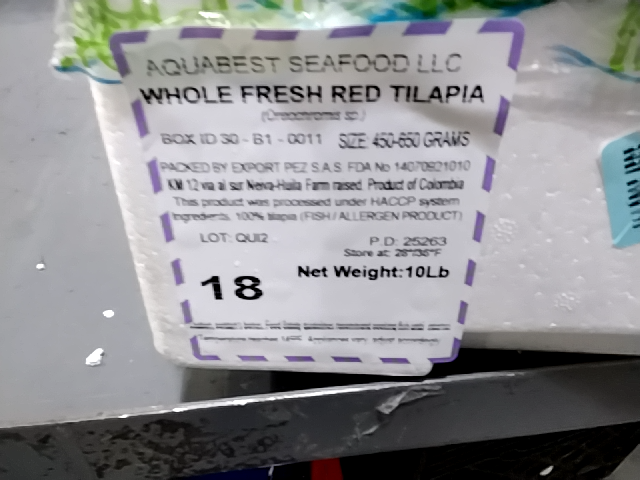 AQUABEST SEAFOOD LLC
WHOLE FRESH RED TILAPIA
(Oreochromis sp.)
BOX ID 30 - B1 - 0011 SIZE: 450-650 GRAMS
PACKED BY EXPORT PEZ S.A.S. FDA No 14070821010
KM 12 via al sur Neiva-Huila Farm raised. Product of Colombia
This product was processed under HACCP system
Ingredients. 100% tilapia (FISH / ALLERGEN PRODUCT)
LOT: QUI2
P.D: 25263
Store at: 28°/36°F
18
Net Weight:10Lb